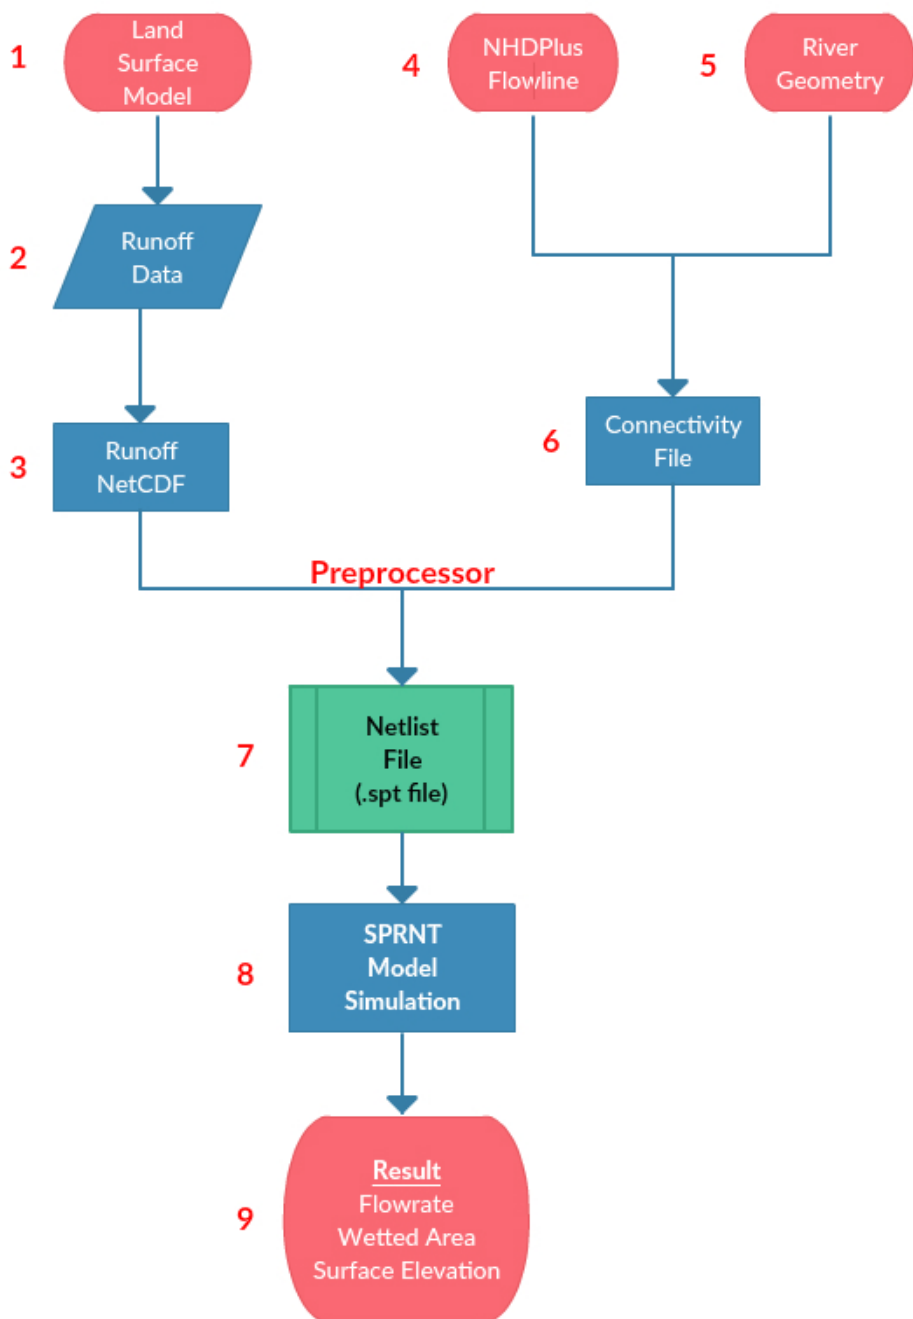 1
Land
Surface
Model
4
NHDPlus
Flowline
5
River
Geometry
2
Runoff
Data
3
Runoff
NetCDF
6
Connectivity
File
Preprocessor
7
Netlist
File
(.spt file)
8
SPRNT
Model
Simulation
9
Result
Flowrate
Wetted Area
Surface Elevation